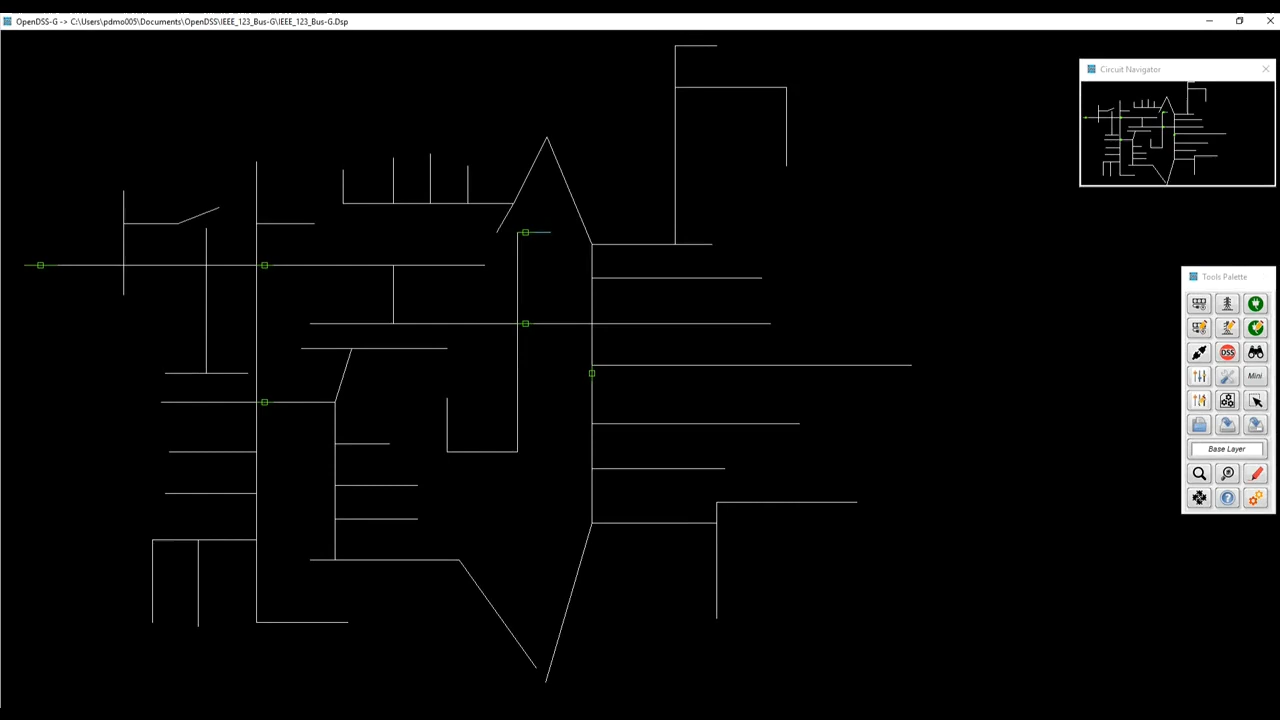 OpenDSS-G -> C:\Users\pdmo005\Documents\OpenDSS\IEEE_123_Bus-G\IEEE_123_Bus-G.Dsp
Circuit Navigator
Tools Palette
DSS
Mini
Base Layer